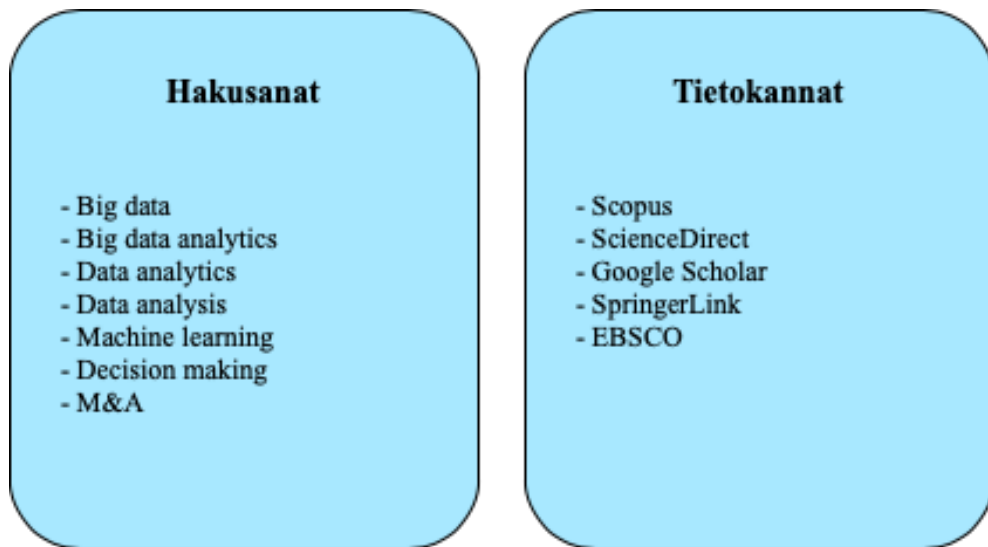 Hakusanat
- Big data
- Big data analytics
- Data analytics
- Data analysis
- Machine learning
- Decision making
- M&A
Tietokannat
- Scopus
- ScienceDirect
- Google Scholar
- SpringerLink
- EBSCO